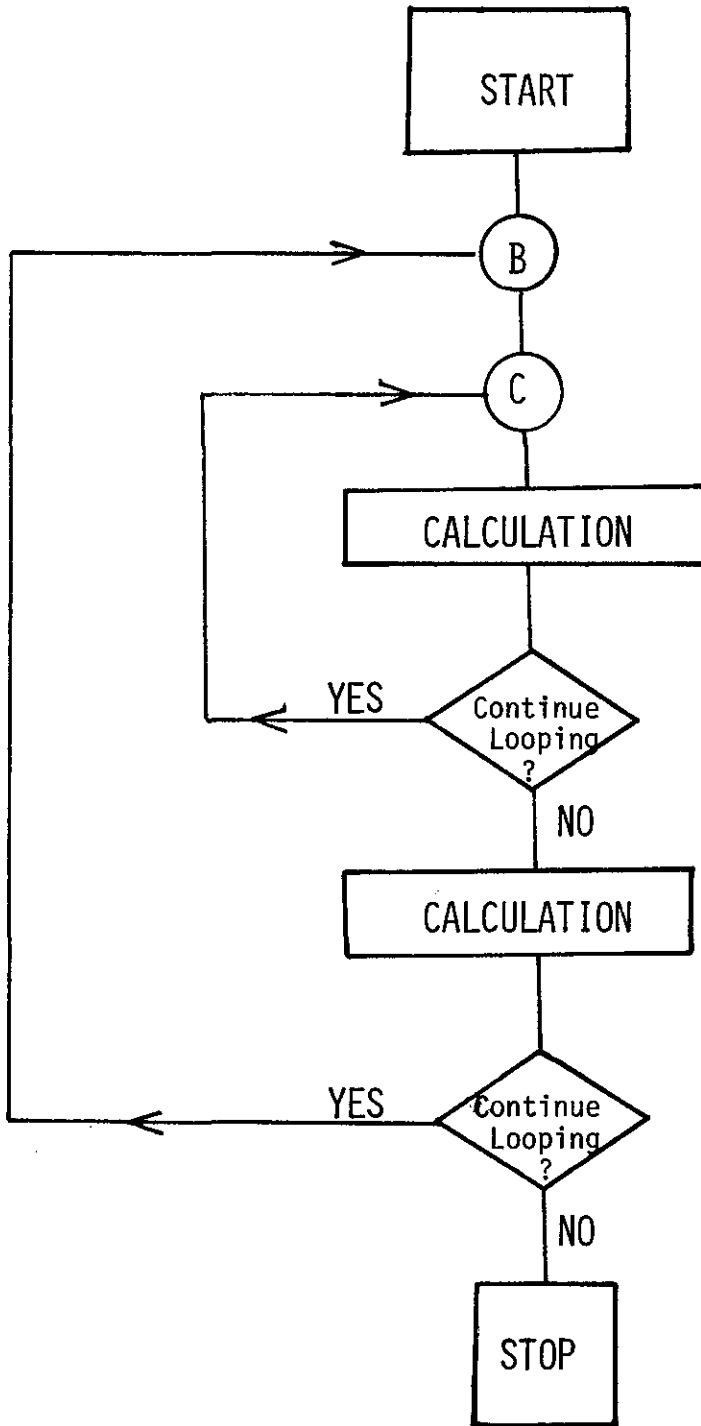 START
B
C
CALCULATION
YES
Continue
Looping
?
NO
CALCULATION
YES
Continue
Looping
?
NO
STOP